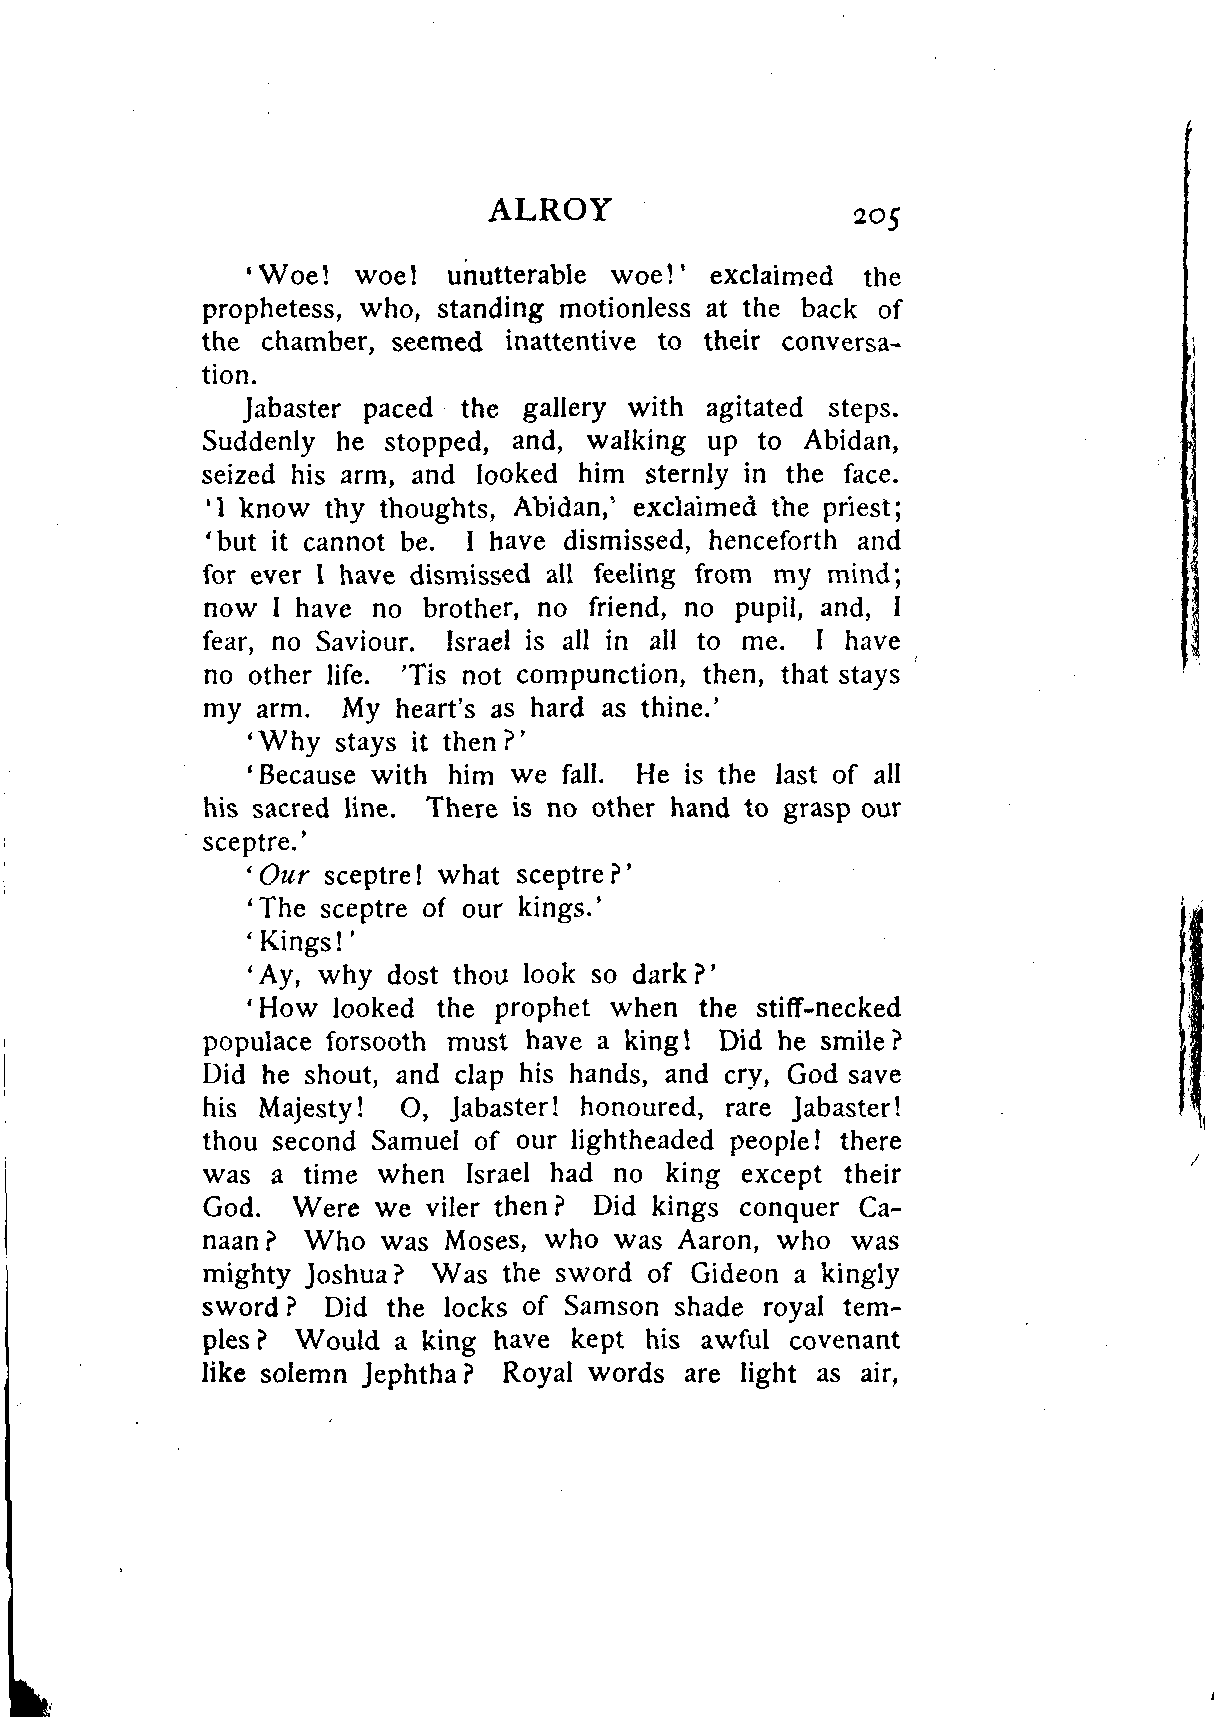 ALROY 205
'Woe! woe! unutterable woe!' exclaimed the
prophetess, who, standing motionless at the back of
the chamber, seemed inattentive to their conversa-
tion.
Jabaster paced the gallery with agitated steps.
Suddenly he stopped, and, walking up to Abidan,
seized his arm, and looked him sternly in the face.
'I know thy thoughts, Abidan,' exclaimed the priest;
'but it cannot be. I have dismissed, henceforth and
for ever I have dismissed all feeling from my mind;
now I have no brother, no friend, no pupil, and, I
fear, no Saviour. Israel is all in all to me. I have
no other life. 'Tis not compunction, then, that stays
my arm. My heart's as hard as thine.'
'Why stays it then?'
'Because with him we fall. He is the last of all
his sacred line. There is no other hand to grasp our
sceptre.'
'Our sceptre! what sceptre?'
'The sceptre of our kings.'
'Kings!'
'Ay, why dost thou look so dark?'
'How looked the prophet when the stiff-necked
populace forsooth must have a king! Did he smile?
Did he shout, and clap his hands, and cry, God save
his Majesty! O, Jabaster! honoured, rare Jabaster!
thou second Samuel of our lightheaded people! there
was a time when Israel had no king except their
God. Were we viler then? Did kings conquer Ca-
naan? Who was Moses, who was Aaron, who was
mighty Joshua? Was the sword of Gideon a kingly
sword? Did the locks of Samson shade royal tem-
ples? Would a king have kept his awful covenant
like solemn Jephtha? Royal words are light as air,